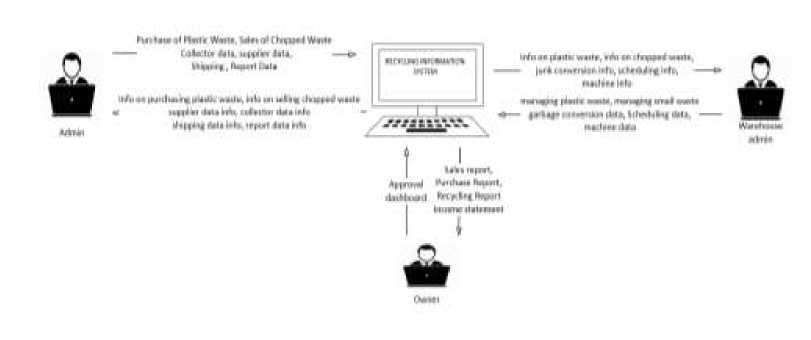 Purchase of Plastic Waste, Sales of Chopped Waste
Collector data, supplier data,
Shipping , Report Data
Info on purchasing plastic waste, info on selling chopped waste
supplier data info, collector data info
shipping data info, report data info
Admin
RECYCLING INFORMATION
SYSTEM
Info on plastic waste, info on chopped waste,
junk conversion info, scheduling info,
machine info
managing plastic waste, managing small waste
garbage conversion data, Scheduling data,
machine data
Warehouse
admin
Approval
dashboard
Sales report,
Purchase Report,
Recycling Report
Income statement
Owner